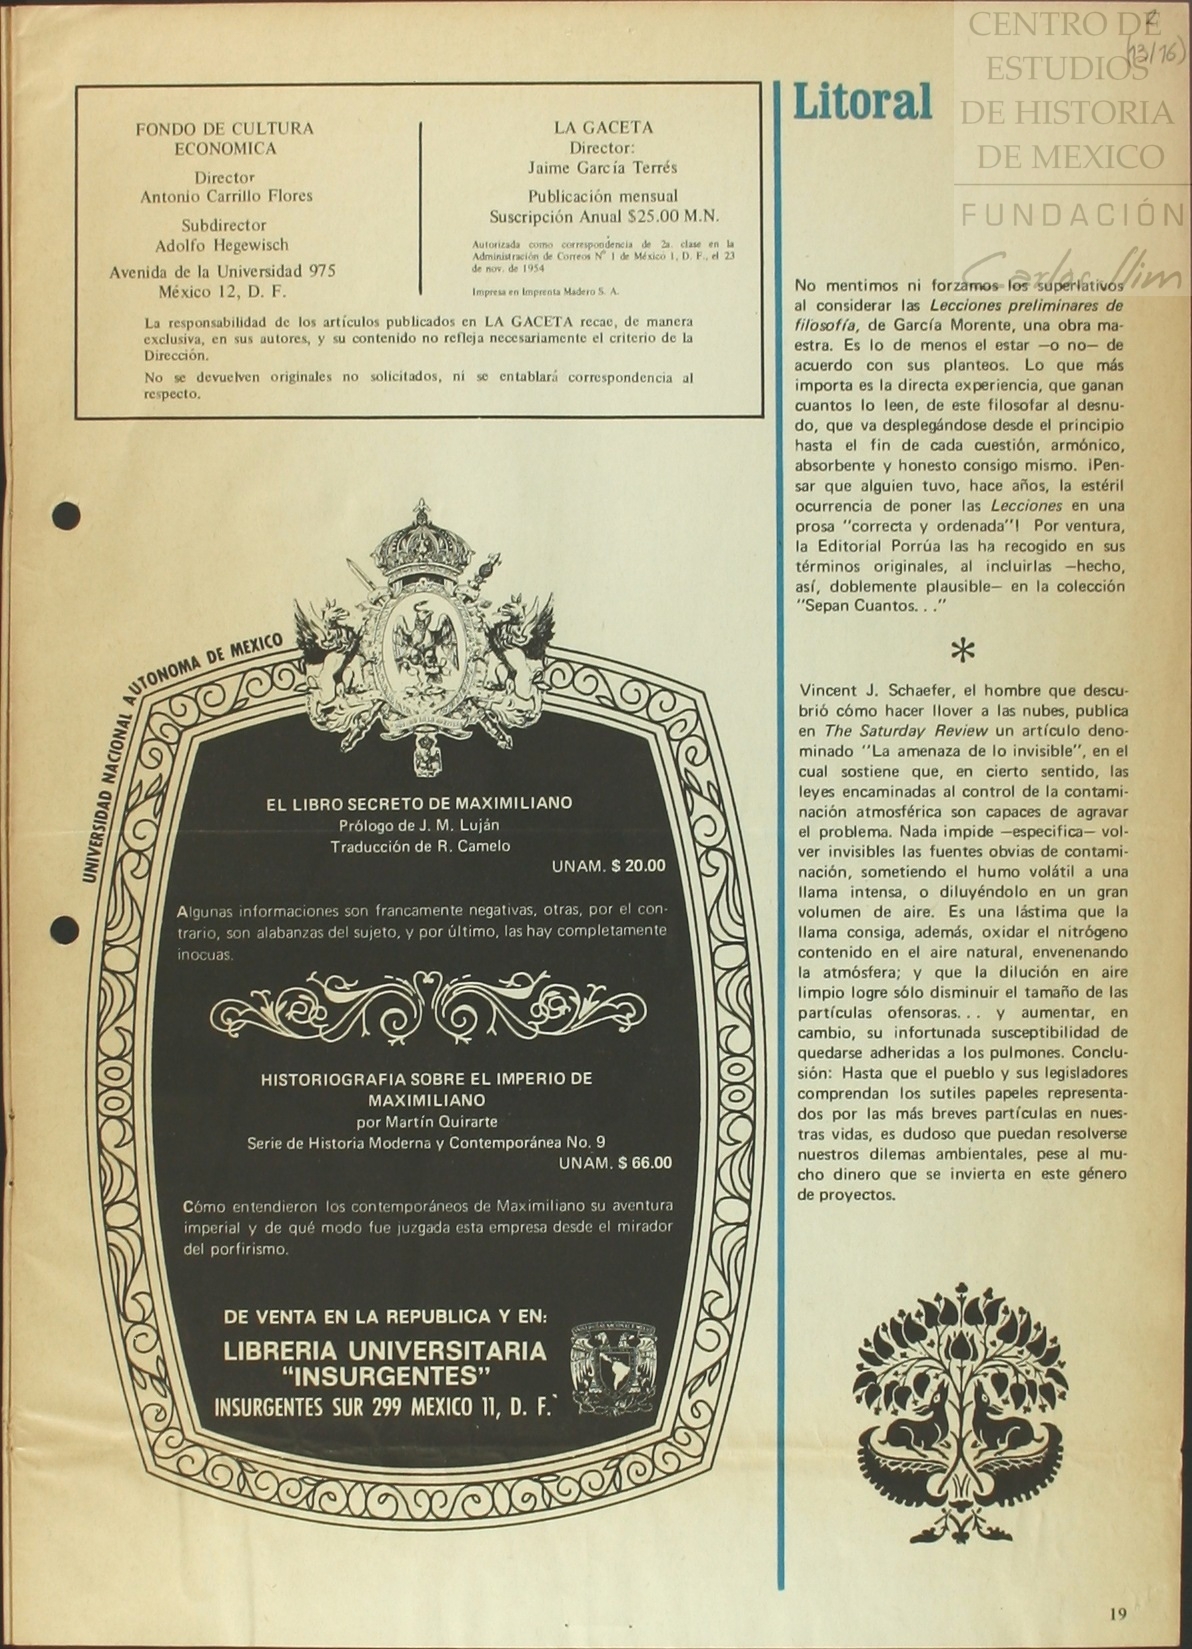 CENTRO DE
ESTUDIOS
DE HISTORIA
DE MEXICO
FUNDACIÓN
Carlos Slim
2
(13/16)
FONDO DE CULTURA
ECONOMICA
Director
Antonio Carrillo Flores
Subdirector
Adolfo Hegewisch
Avenida de la Universidad 975
México 12, D. F.
LA GACETA
Director:
Jaime García Terrés
Publicación mensual
Suscripción Anual $25.00 M.N.
Autorizada como correspondencia de 2a. clase en la
Administración de Correos Nº 1 de México 1, D. F., el 23
de nov. de 1954
Impresa en Imprenta Madero S. A.
La responsabilidad de los artículos publicados en LA GACETA recae, de manera
exclusiva, en sus autores, y su contenido no refleja necesariamente el criterio de la
Dirección.
No se devuelven originales no solicitados, ni se entablará correspondencia al
respecto.
UNIVERSIDAD NACIONAL AUTONOMA DE MEXICO
EL LIBRO SECRETO DE MAXIMILIANO
Prólogo de J. M. Luján
Traducción de R. Camelo
UNAM. $ 20.00
Algunas informaciones son francamente negativas, otras, por el con-
trario, son alabanzas del sujeto, y por último, las hay completamente
inocuas.
HISTORIOGRAFIA SOBRE EL IMPERIO DE
MAXIMILIANO
por Martín Quirarte
Serie de Historia Moderna y Contemporánea No. 9
UNAM. $ 66.00
Cómo entendieron los contemporáneos de Maximiliano su aventura
imperial y de qué modo fue juzgada esta empresa desde el mirador
del porfirismo.
DE VENTA EN LA REPUBLICA Y EN:
LIBRERIA UNIVERSITARIA
"INSURGENTES"
INSURGENTES SUR 299 MEXICO 11, D. F.
Litoral
No mentimos ni forzamos los superlativos
al considerar las Lecciones preliminares de
filosofía, de García Morente, una obra ma-
estra. Es lo de menos el estar —o no— de
acuerdo con sus planteos. Lo que más
importa es la directa experiencia, que ganan
cuantos lo leen, de este filosofar al desnu-
do, que va desplegándose desde el principio
hasta el fin de cada cuestión, armónico,
absorbente y honesto consigo mismo. ¡Pen-
sar que alguien tuvo, hace años, la estéril
ocurrencia de poner las Lecciones en una
prosa "correcta y ordenada"! Por ventura,
la Editorial Porrúa las ha recogido en sus
términos originales, al incluirlas —hecho,
así, doblemente plausible— en la colección
"Sepan Cuantos. . ."
*
Vincent J. Schaefer, el hombre que descu-
brió cómo hacer llover a las nubes, publica
en The Saturday Review un artículo deno-
minado "La amenaza de lo invisible", en el
cual sostiene que, en cierto sentido, las
leyes encaminadas al control de la contami-
nación atmosférica son capaces de agravar
el problema. Nada impide —especifica— vol-
ver invisibles las fuentes obvias de contami-
nación, sometiendo el humo volátil a una
llama intensa, o diluyéndolo en un gran
volumen de aire. Es una lástima que la
llama consiga, además, oxidar el nitrógeno
contenido en el aire natural, envenenando
la atmósfera; y que la dilución en aire
limpio logre sólo disminuir el tamaño de las
partículas ofensoras. . . y aumentar, en
cambio, su infortunada susceptibilidad de
quedarse adheridas a los pulmones. Conclu-
sión: Hasta que el pueblo y sus legisladores
comprendan los sutiles papeles representa-
dos por las más breves partículas en nues-
tras vidas, es dudoso que puedan resolverse
nuestros dilemas ambientales, pese al mu-
cho dinero que se invierta en este género
de proyectos.
19